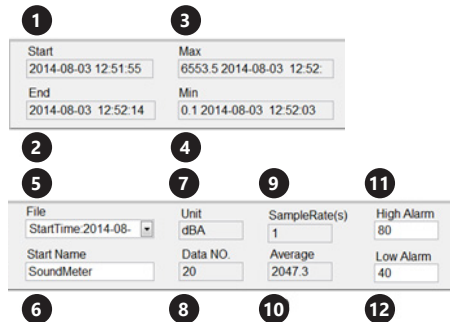 1 3
Start Max
2014-08-03 12:51:55 6553.5 2014-08-03 12:52:
End Min
2014-08-03 12:52:14 0.1 2014-08-03 12:52:03
2 4
5 7 9 11
File Unit SampleRate(s) High Alarm
StartTime:2014-08- dBA 1 80
Start Name Data NO. Average Low Alarm
SoundMeter 20 2047.3 40
6 8 10 12